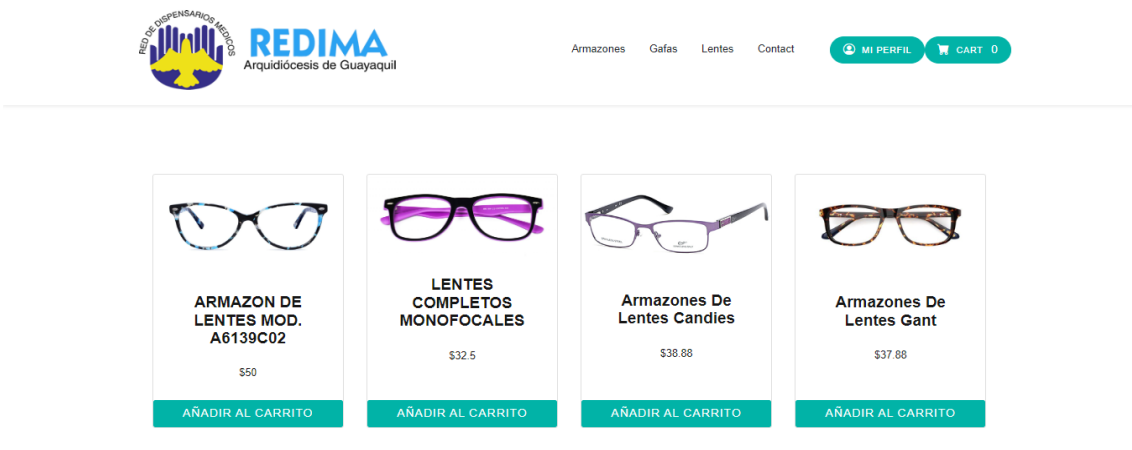 RED DE DISPENSARIOS MEDICOS
REDIMA
Arquidiócesis de Guayaquil
Armazones Gafas Lentes Contact
MI PERFIL
CART 0
ARMAZON DE
LENTES MOD.
A6139C02
$50
AÑADIR AL CARRITO
LENTES
COMPLETOS
MONOFOCALES
$32.5
AÑADIR AL CARRITO
Armazones De
Lentes Candies
$38.88
AÑADIR AL CARRITO
Armazones De
Lentes Gant
$37.88
AÑADIR AL CARRITO